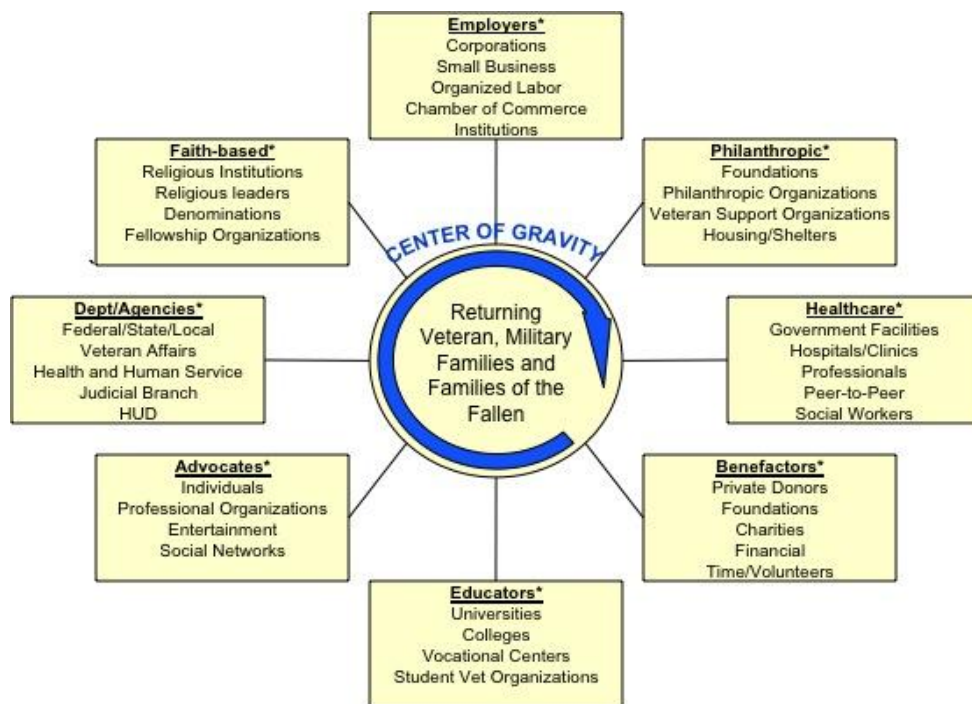 Employers*
Corporations
Small Business
Organized Labor
Chamber of Commerce
Institutions
Faith-based*
Religious Institutions
Religious leaders
Denominations
Fellowship Organizations
Philanthropic*
Foundations
Philanthropic Organizations
Veteran Support Organizations
Housing/Shelters
CENTER OF GRAVITY
Returning
Veteran, Military
Families and
Families of the
Fallen
Dept/Agencies*
Federal/State/Local
Veteran Affairs
Health and Human Service
Judicial Branch
HUD
Healthcare*
Government Facilities
Hospitals/Clinics
Professionals
Peer-to-Peer
Social Workers
Advocates*
Individuals
Professional Organizations
Entertainment
Social Networks
Benefactors*
Private Donors
Foundations
Charities
Financial
Time/Volunteers
Educators*
Universities
Colleges
Vocational Centers
Student Vet Organizations